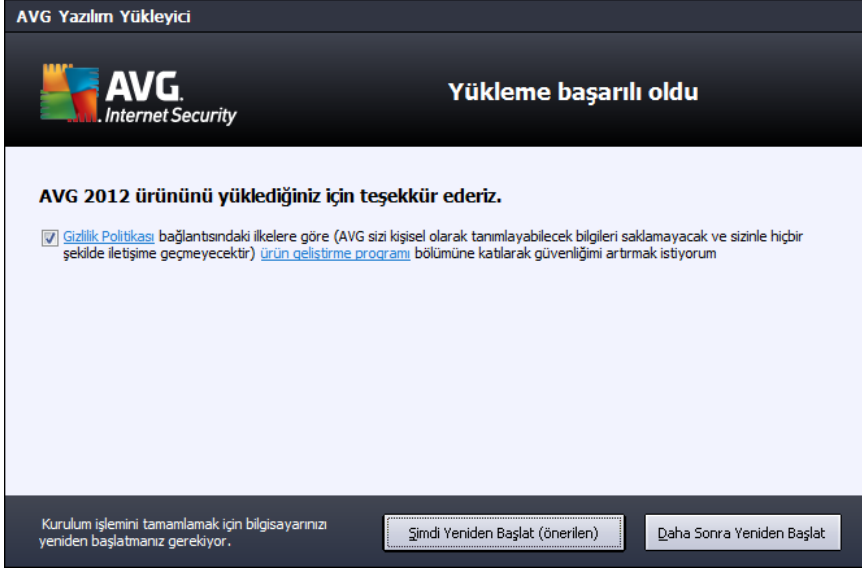 AVG Yazılım Yükleyici
AVG.
Internet Security
Yükleme başarılı oldu
AVG 2012 ürününü yüklediğiniz için teşekkür ederiz.
Gizlilik Politikası bağlantısındaki ilkelere göre (AVG sizi kişisel olarak tanımlayabilecek bilgileri saklamayacak ve sizinle hiçbir
şekilde iletişime geçmeyecektir) ürün geliştirme programı bölümüne katılarak güvenliğimi artırmak istiyorum
Kurulum işlemini tamamlamak için bilgisayarınızı
yeniden başlatmanız gerekiyor.
Şimdi Yeniden Başlat (önerilen)
Daha Sonra Yeniden Başlat